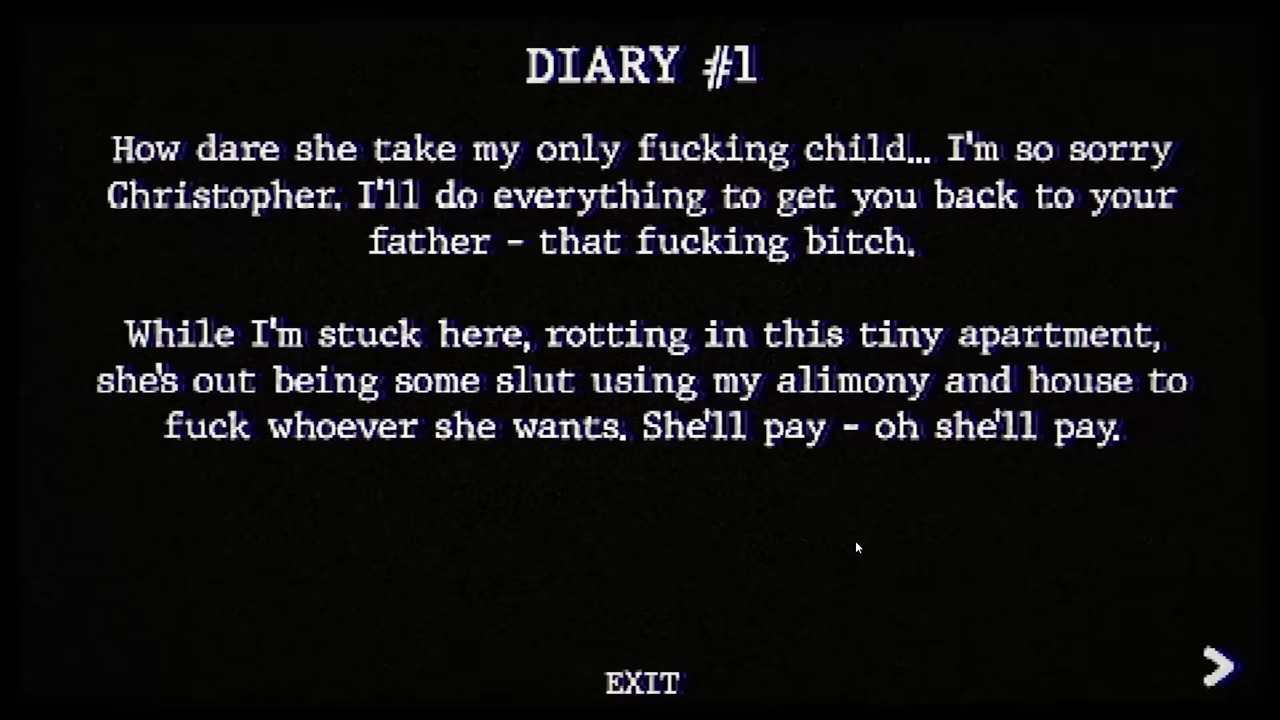 DIARY #1
How dare she take my only fucking child... I'm so sorry
Christopher. I'll do everything to get you back to your
father - that fucking bitch.
While I'm stuck here, rotting in this tiny apartment,
she's out being some slut using my alimony and house to
fuck whoever she wants. She'll pay - oh she'll pay.
EXIT
>